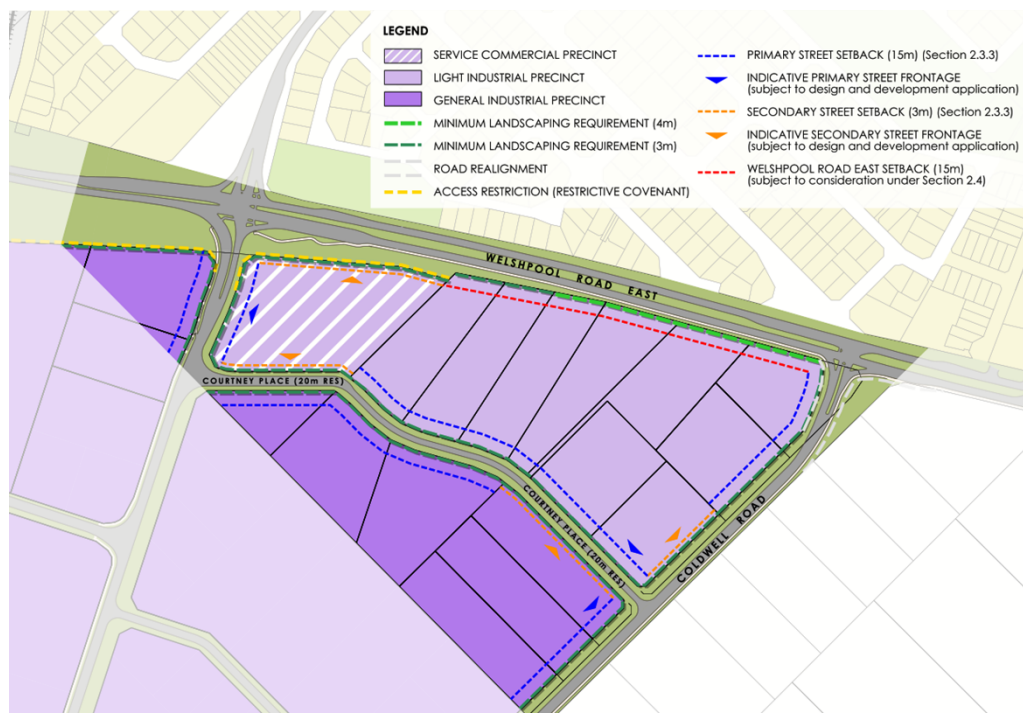 LEGEND
SERVICE COMMERCIAL PRECINCT
LIGHT INDUSTRIAL PRECINCT
GENERAL INDUSTRIAL PRECINCT
MINIMUM LANDSCAPING REQUIREMENT (4m)
MINIMUM LANDSCAPING REQUIREMENT (3m)
ROAD REALIGNMENT
ACCESS RESTRICTION (RESTRICTIVE COVENANT)
PRIMARY STREET SETBACK (15m) (Section 2.3.3)
INDICATIVE PRIMARY STREET FRONTAGE
(subject to design and development application)
SECONDARY STREET SETBACK (3m) (Section 2.3.3)
INDICATIVE SECONDARY STREET FRONTAGE
(subject to design and development application)
WELSHPOOL ROAD EAST SETBACK (15m)
(subject to consideration under Section 2.4)
WELSHPOOL ROAD EAST
COURTNEY PLACE (20m RES)
COURTNEY PLACE (20m RES)
COLDWELL ROAD